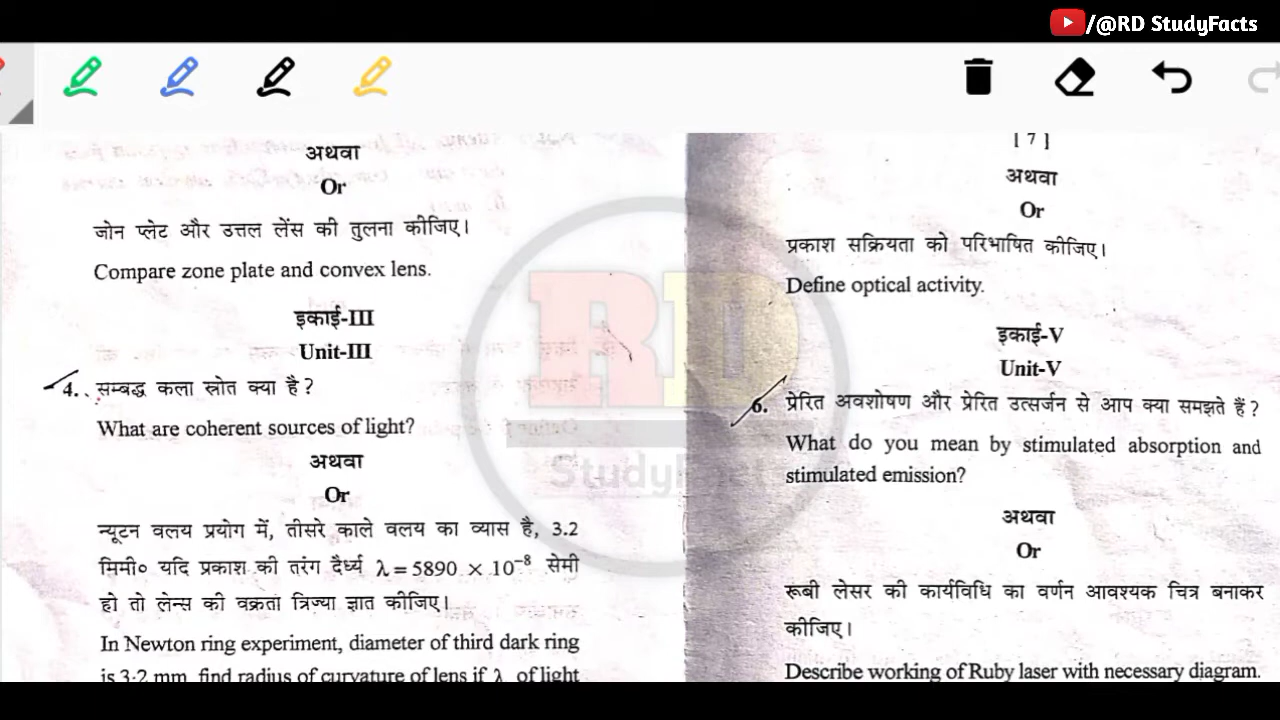 /@RD StudyFacts
अथवा
Or
जोन प्लेट और उत्तल लेंस की तुलना कीजिए।
Compare zone plate and convex lens.
इकाई-III
Unit-III
4. सम्बद्ध कला स्रोत क्या है?
What are coherent sources of light?
अथवा
Or
न्यूटन वलय प्रयोग में, तीसरे काले वलय का व्यास है, 3.2
मिमी० यदि प्रकाश की तरंग दैर्ध्य λ = 5890 × 10⁻⁸ सेमी
हो तो लेन्स की वक्रता त्रिज्या ज्ञात कीजिए।
In Newton ring experiment, diameter of third dark ring
is 3·2 mm, find radius of curvature of lens if λ of light
[ 7 ]
अथवा
Or
प्रकाश सक्रियता को परिभाषित कीजिए।
Define optical activity.
इकाई-V
Unit-V
6. प्रेरित अवशोषण और प्रेरित उत्सर्जन से आप क्या समझते हैं?
What do you mean by stimulated absorption and
stimulated emission?
अथवा
Or
रूबी लेसर की कार्यविधि का वर्णन आवश्यक चित्र बनाकर
कीजिए।
Describe working of Ruby laser with necessary diagram.
RD
StudyFact